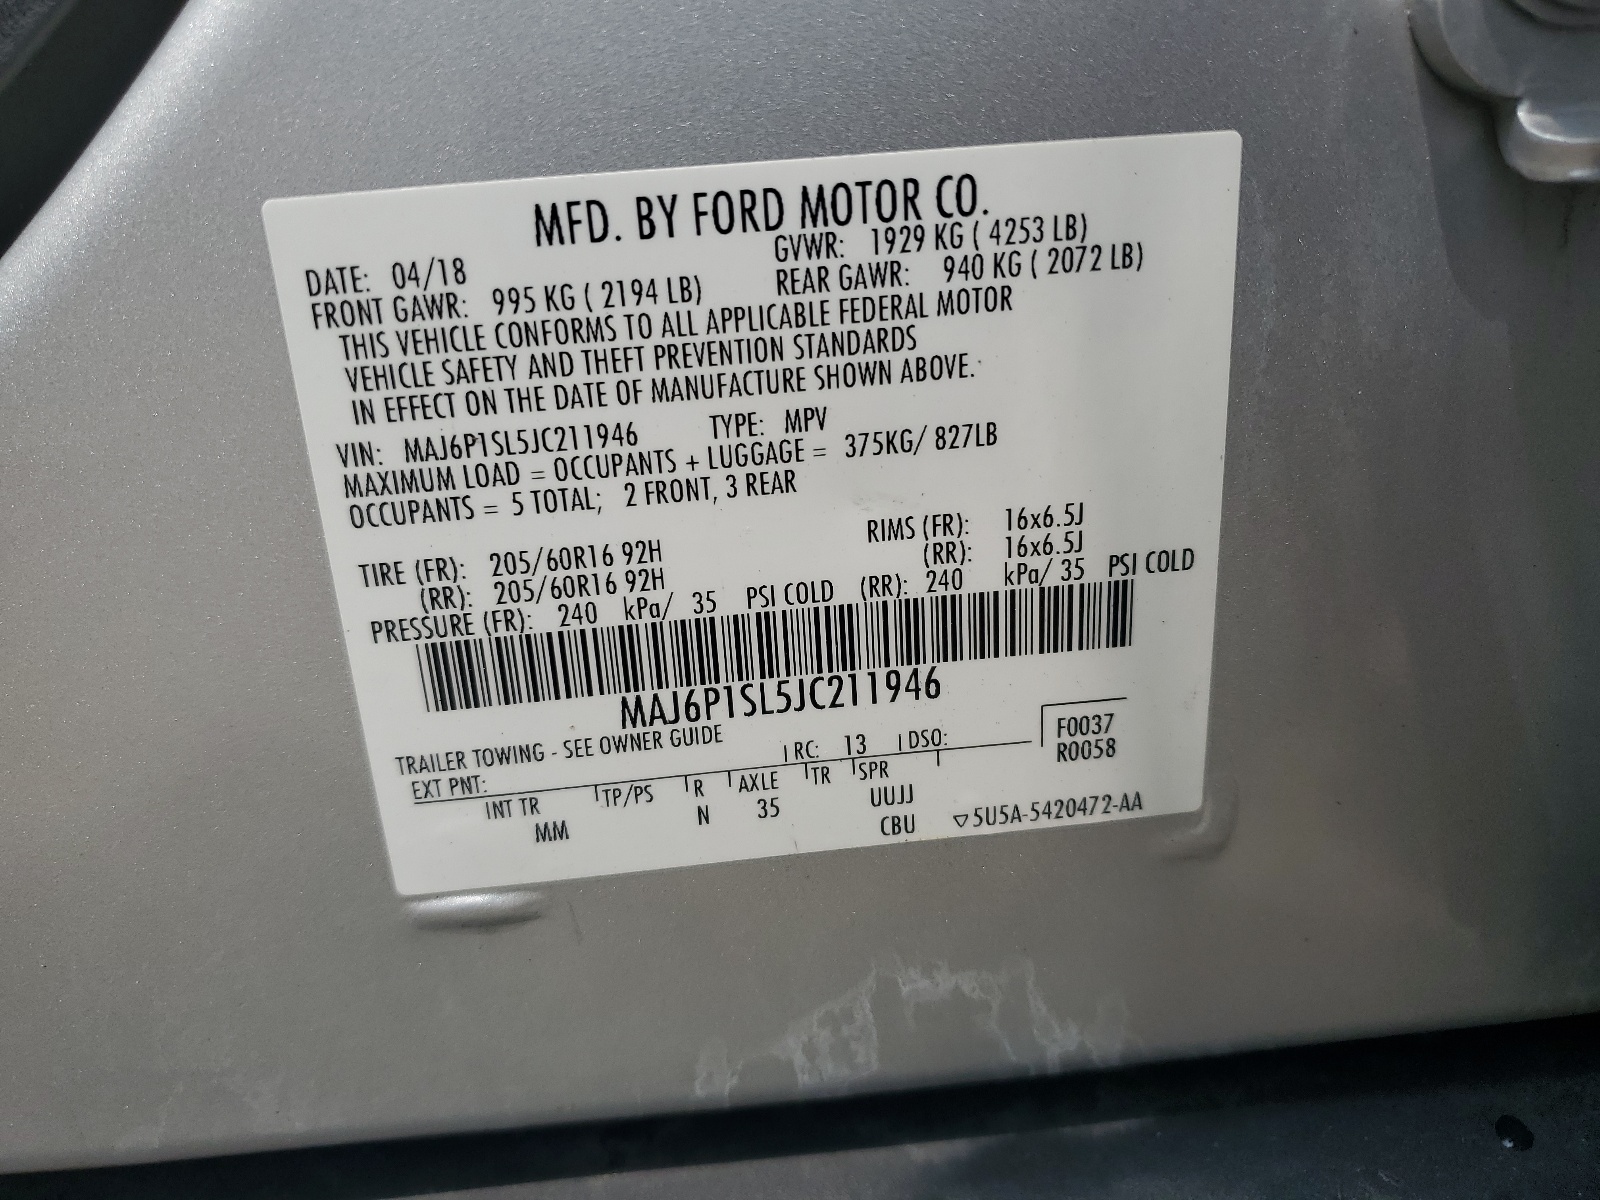 MFD. BY FORD MOTOR CO.
DATE: 04/18 GVWR: 1929 KG ( 4253 LB)
FRONT GAWR: 995 KG ( 2194 LB) REAR GAWR: 940 KG ( 2072 LB)
THIS VEHICLE CONFORMS TO ALL APPLICABLE FEDERAL MOTOR
VEHICLE SAFETY AND THEFT PREVENTION STANDARDS
IN EFFECT ON THE DATE OF MANUFACTURE SHOWN ABOVE.
VIN: MAJ6P1SL5JC211946 TYPE: MPV
MAXIMUM LOAD = OCCUPANTS + LUGGAGE = 375KG/ 827LB
OCCUPANTS = 5 TOTAL; 2 FRONT, 3 REAR
TIRE (FR): 205/60R16 92H RIMS (FR): 16x6.5J
(RR): 205/60R16 92H (RR): 16x6.5J
PRESSURE (FR): 240 kPa/ 35 PSI COLD (RR): 240 kPa/ 35 PSI COLD
MAJ6P1SL5JC211946
TRAILER TOWING - SEE OWNER GUIDE
EXT PNT: RC: 13 DSO: F0037
R0058
INT TR TP/PS R AXLE TR SPR
MM N 35 UUJJ
CBU ▽5U5A-5420472-AA